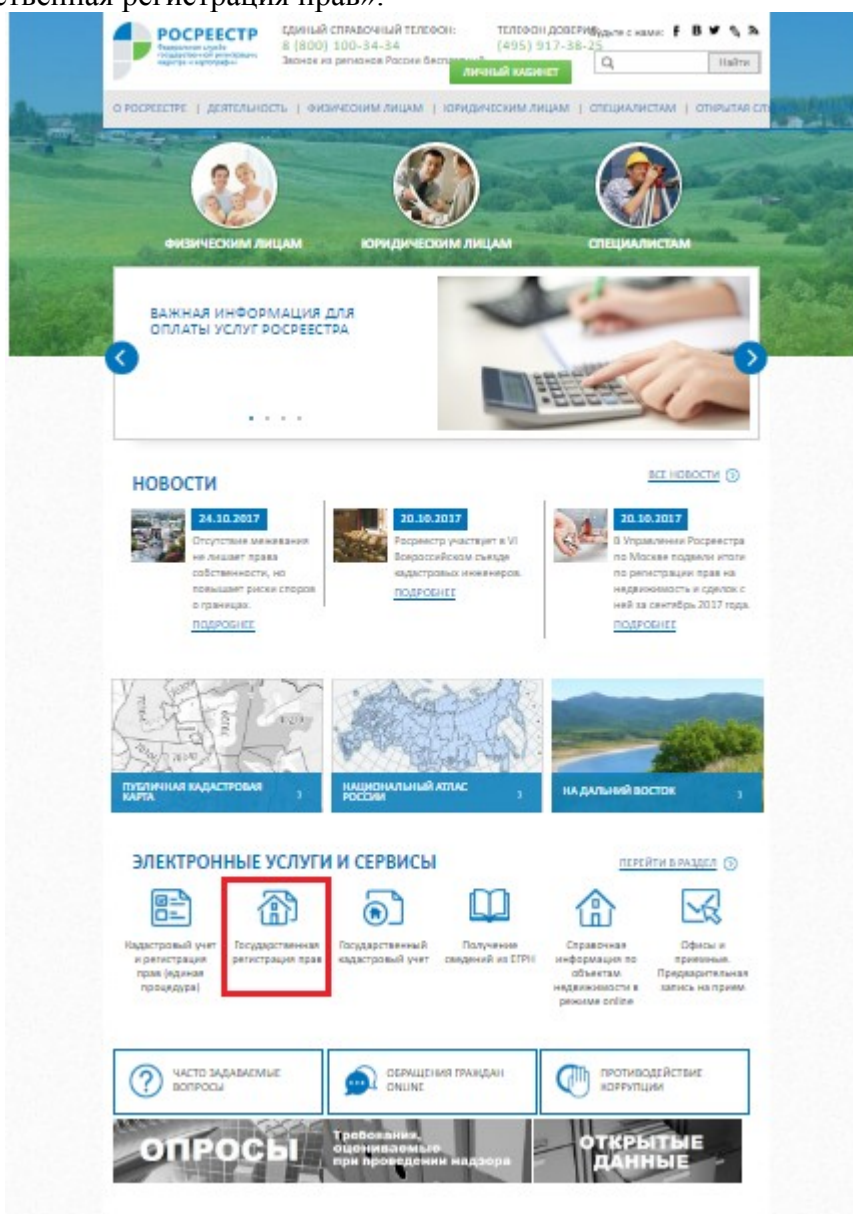 ственная регистрация прав».
РОСРЕЕСТР
Федеральная служба
государственной регистрации,
кадастра и картографии
ЕДИНЫЙ СПРАВОЧНЫЙ ТЕЛЕФОН:
8 (800) 100-34-34
Звонок из регионов России
ТЕЛЕФОН ДОВЕРИЯ
(495) 917-38-25
Будьте с нами:
ЛИЧНЫЙ КАБИНЕТ
Найти
О РОСРЕЕСТРЕ | ДЕЯТЕЛЬНОСТЬ | ФИЗИЧЕСКИМ ЛИЦАМ | ЮРИДИЧЕСКИМ ЛИЦАМ | СПЕЦИАЛИСТАМ | ОТКРЫТАЯ
ФИЗИЧЕСКИМ ЛИЦАМ
ЮРИДИЧЕСКИМ ЛИЦАМ
СПЕЦИАЛИСТАМ
ВАЖНАЯ ИНФОРМАЦИЯ ДЛЯ
ОПЛАТЫ УСЛУГ РОСРЕЕСТРА
НОВОСТИ
ВСЕ НОВОСТИ
24.10.2017
Отсутствие межевания
не лишает права
собственности, но
повышает риски споров
о границах.
ПОДРОБНЕЕ
20.10.2017
Росреестр участвует в VI
Всероссийском съезде
кадастровых инженеров.
ПОДРОБНЕЕ
20.10.2017
В Управлении Росреестра
по Москве подвели итоги
по регистрации прав на
недвижимость и сделок с
ней за сентябрь 2017 года.
ПОДРОБНЕЕ
ПУБЛИЧНАЯ КАДАСТРОВАЯ
КАРТА
НАЦИОНАЛЬНЫЙ АТЛАС
РОССИИ
НА ДАЛЬНИЙ ВОСТОК
ЭЛЕКТРОННЫЕ УСЛУГИ И СЕРВИСЫ
ПЕРЕЙТИ В РАЗДЕЛ
Кадастровый учет
и регистрация
прав (единая
процедура)
Государственная
регистрация прав
Государственный
кадастровый учет
Получение
сведений из ЕГРН
Справочная
информация по
объектам
недвижимости в
режиме online
Офисы и
приемные.
Предварительная
запись на прием
ЧАСТО ЗАДАВАЕМЫЕ
ВОПРОСЫ
ОБРАЩЕНИЯ ГРАЖДАН
ONLINE
ПРОТИВОДЕЙСТВИЕ
КОРРУПЦИИ
ОПРОСЫ
Требования,
оцениваемые
при проведении надзора
ОТКРЫТЫЕ
ДАННЫЕ